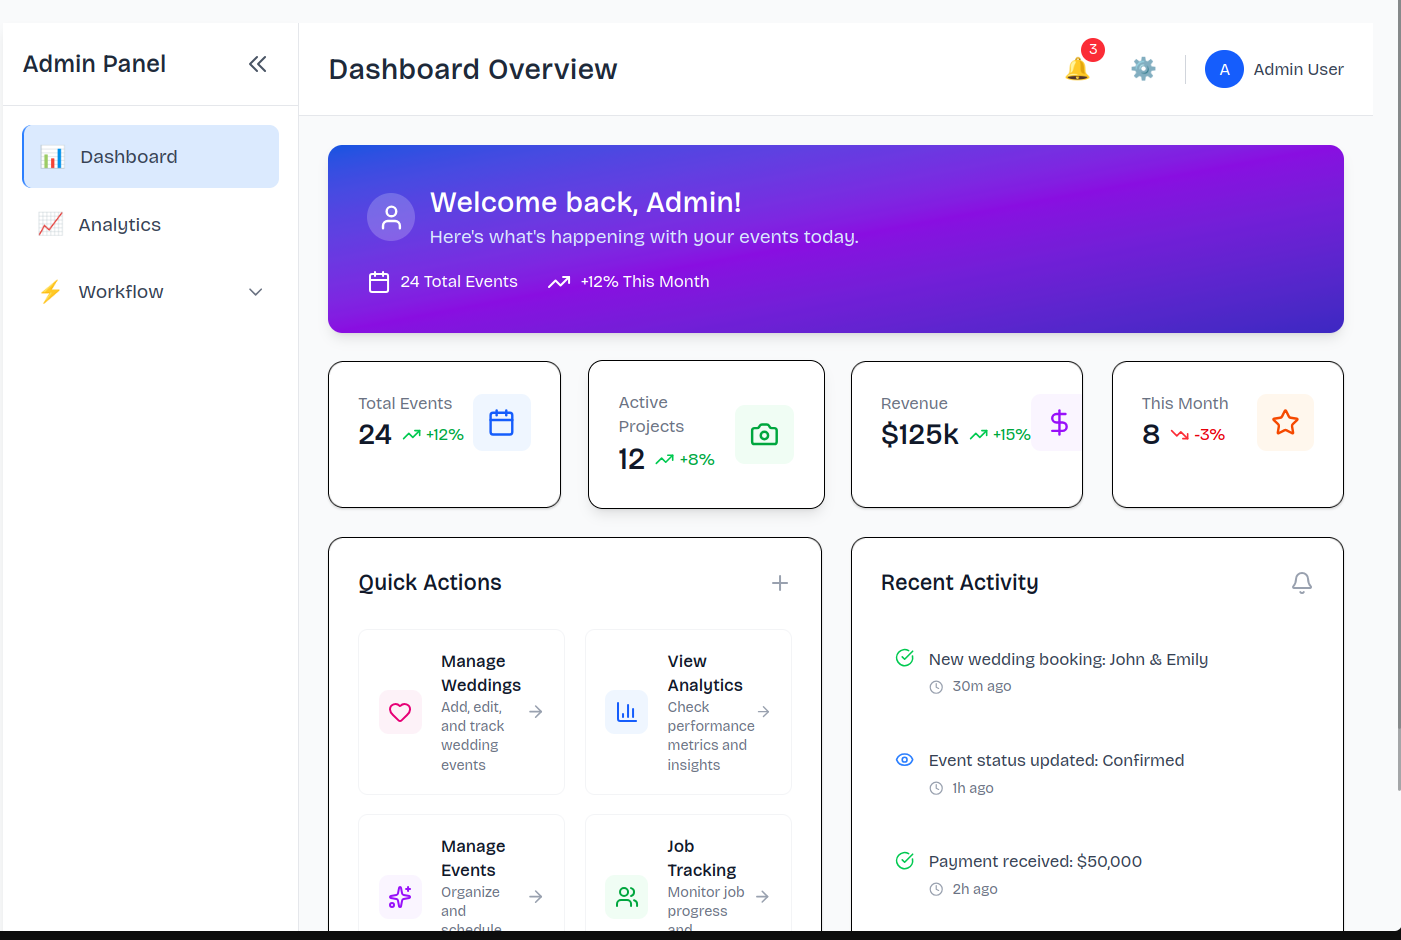 Admin Panel
Dashboard
Analytics
Workflow
Dashboard Overview
3
A
Admin User
Welcome back, Admin!
Here's what's happening with your events today.
24 Total Events
+12% This Month
Total Events
24
+12%
Active
Projects
12
+8%
Revenue
$125k
+15%
This Month
8
-3%
Quick Actions
Manage
Weddings
Add, edit,
and track
wedding
events
View
Analytics
Check
performance
metrics and
insights
Manage
Events
Organize
and
schedule
Job
Tracking
Monitor job
progress
and
Recent Activity
New wedding booking: John & Emily
30m ago
Event status updated: Confirmed
1h ago
Payment received: $50,000
2h ago